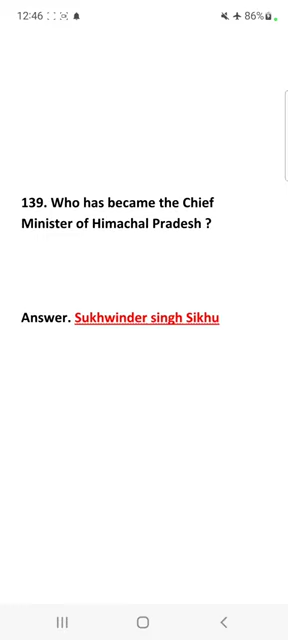 12:46
86%
139. Who has became the Chief
Minister of Himachal Pradesh ?
Answer. Sukhwinder singh Sikhu